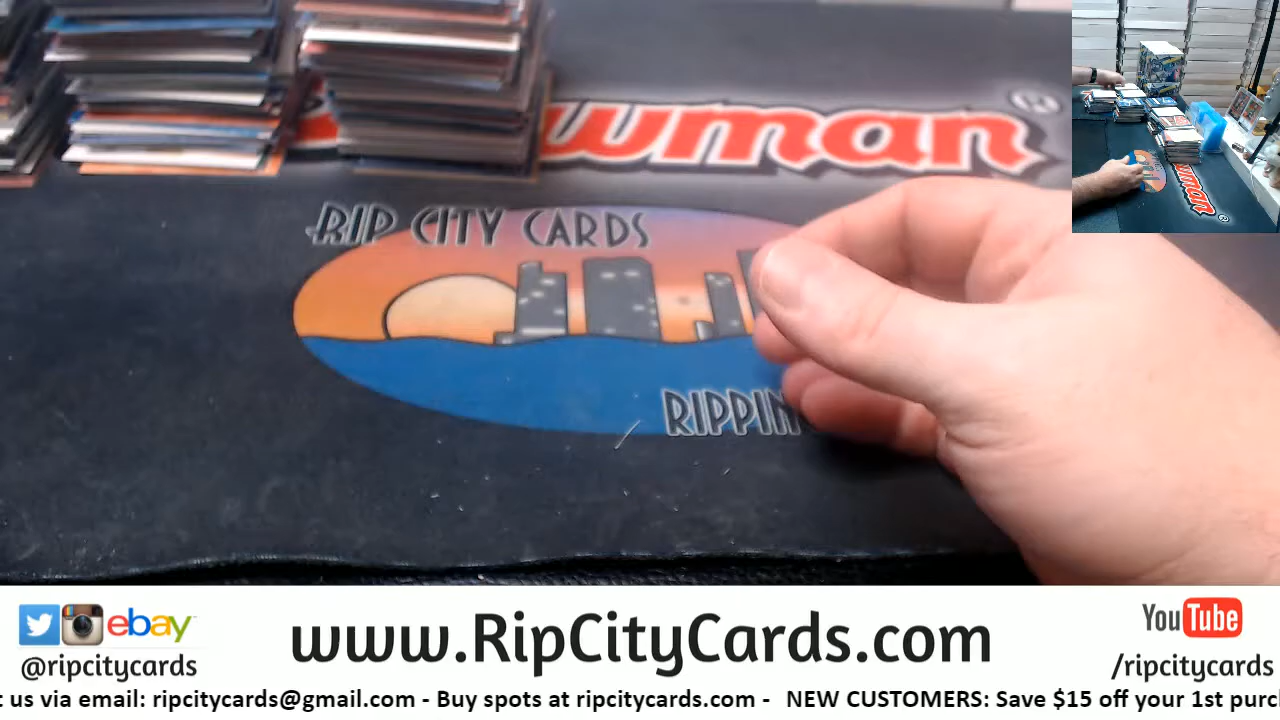 wman
®
RIP CITY CARDS
RIPPIN
ebay
@ripcitycards
www.RipCityCards.com
YouTube
/ripcitycards
t us via email: ripcitycards@gmail.com - Buy spots at ripcitycards.com - NEW CUSTOMERS: Save $15 off your 1st purc